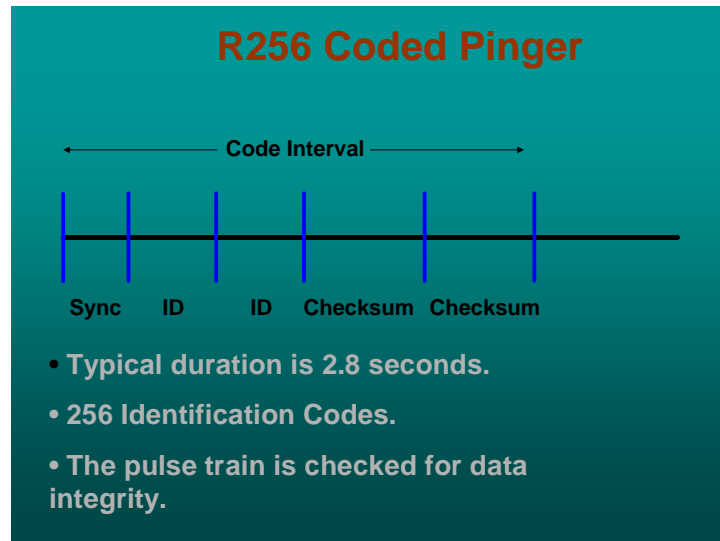 R256 Coded Pinger
Code Interval
Sync ID ID Checksum Checksum
• Typical duration is 2.8 seconds.
• 256 Identification Codes.
• The pulse train is checked for data
integrity.